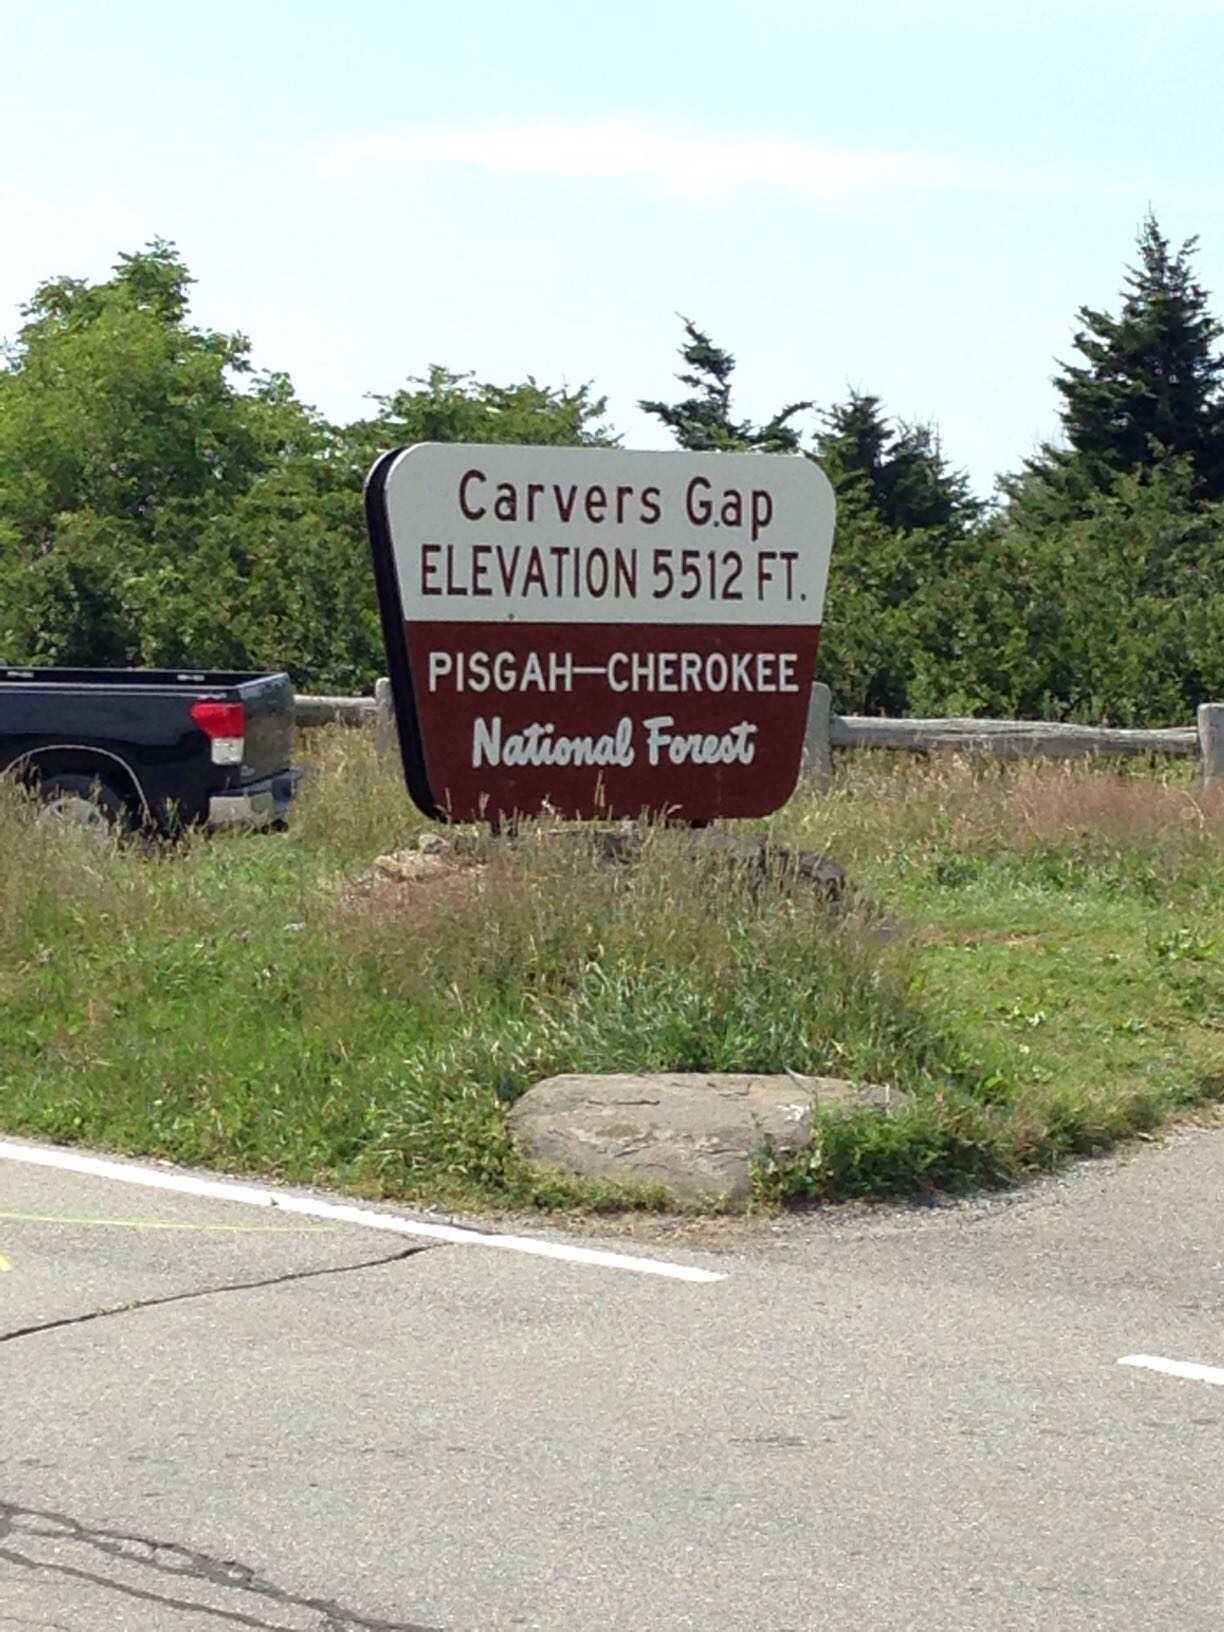 Carvers Gap
ELEVATION 5512 FT.
PISGAH—CHEROKEE
National Forest